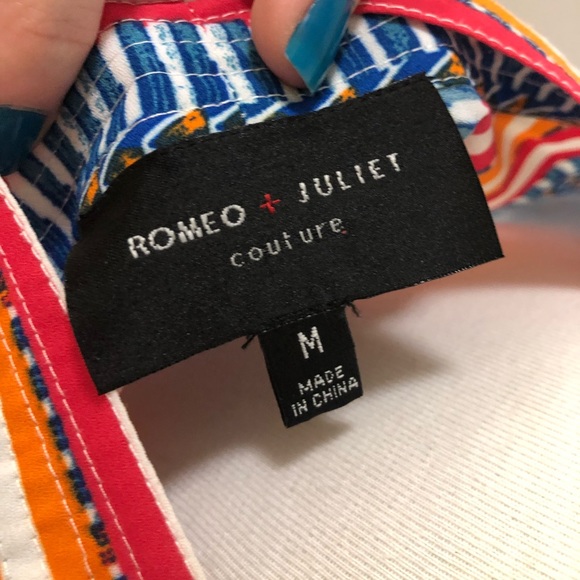 ROMEO + JULIET
couture
M
MADE
IN CHINA